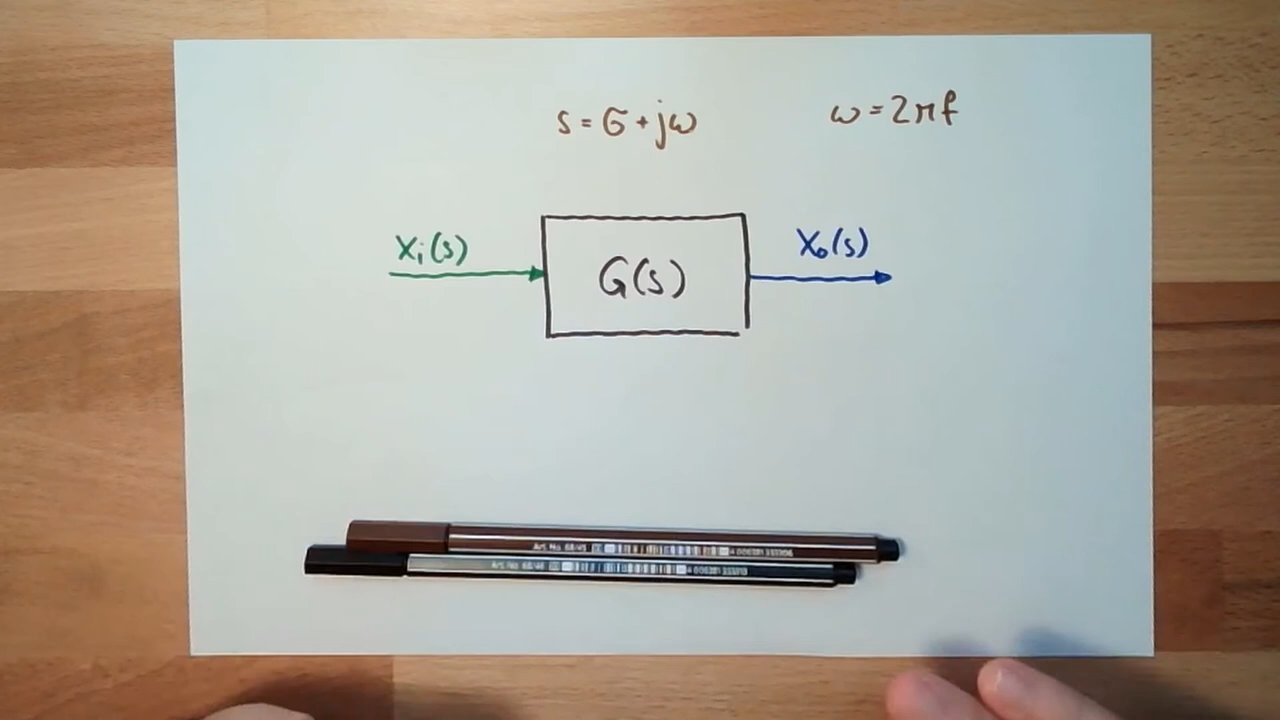 s = σ + jω
ω = 2πf
Xi(s)
G(s)
Xo(s)